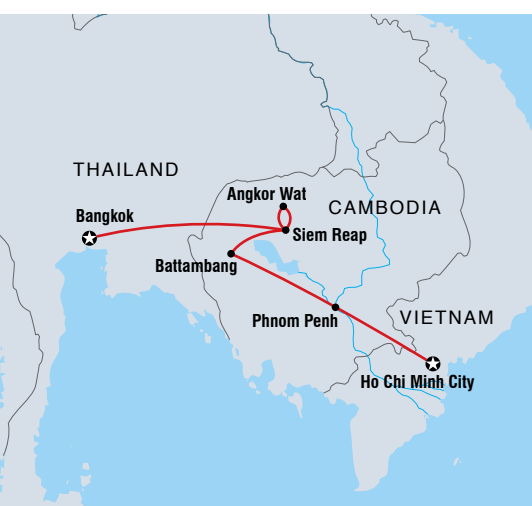 THAILAND
Angkor Wat
CAMBODIA
Bangkok
Siem Reap
Battambang
Phnom Penh
VIETNAM
Ho Chi Minh City